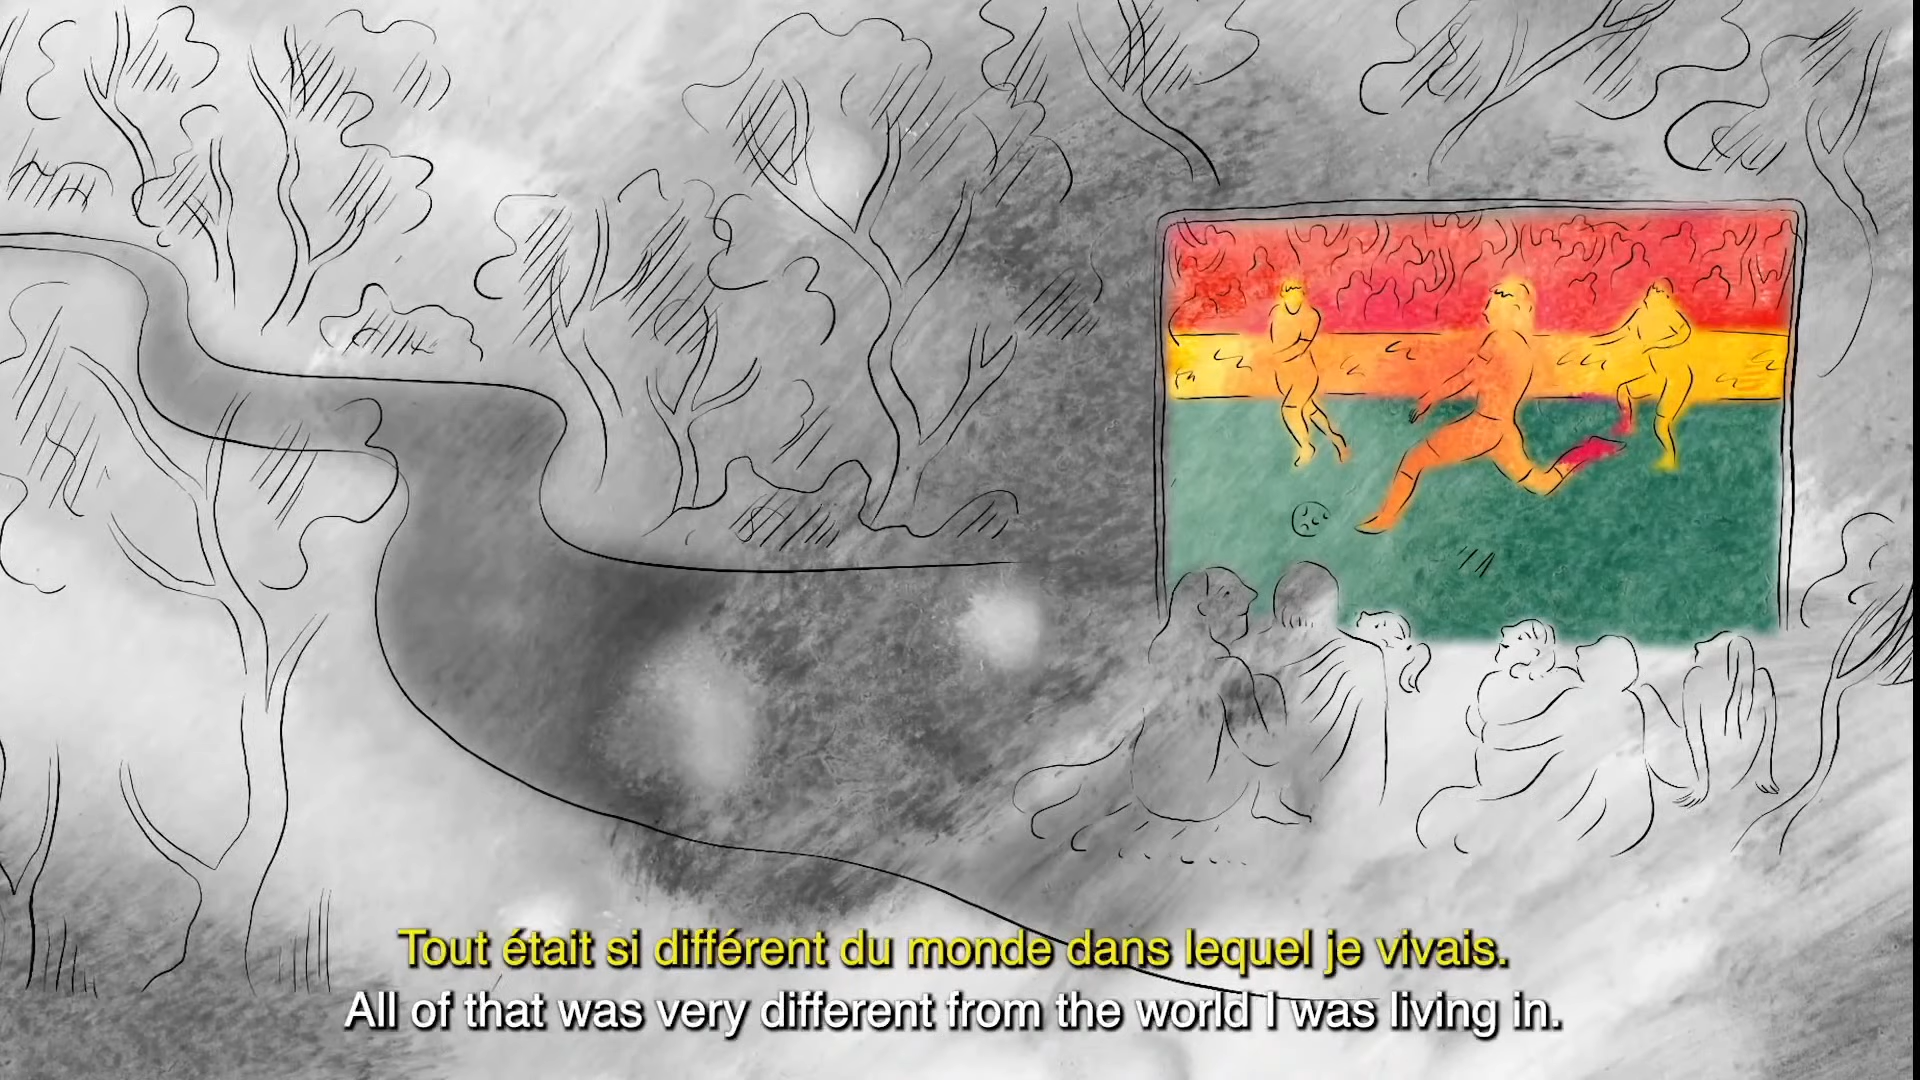 Tout était si différent du monde dans lequel je vivais.
All of that was very different from the world I was living in.